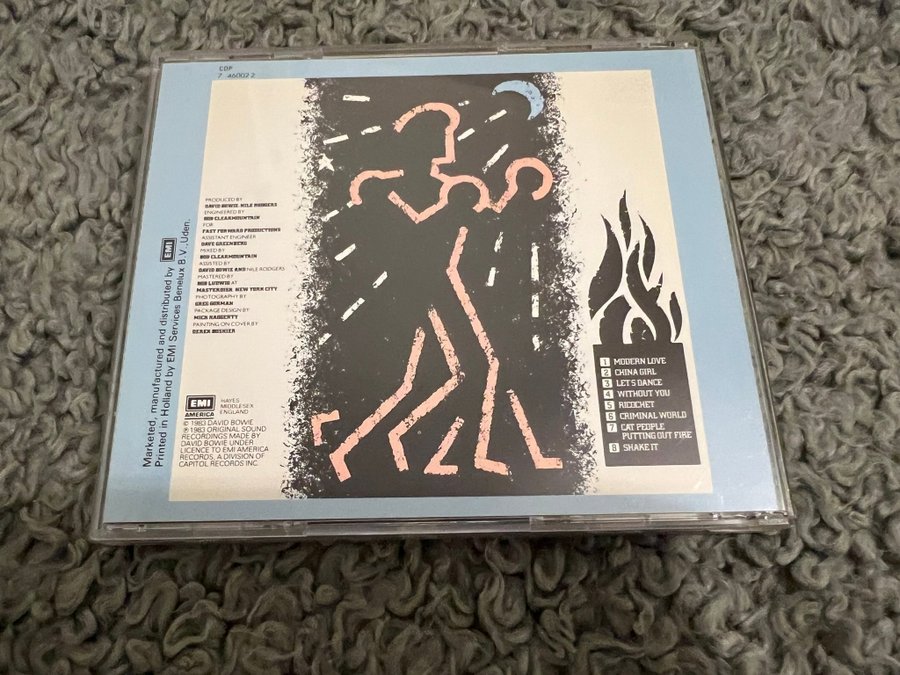 CDP
7 46002 2
PRODUCED BY
DAVID BOWIE NILE RODGERS
ENGINEERED BY
BOB CLEARMOUNTAIN
FOR
FAST FORWARD PRODUCTIONS
ASSISTANT ENGINEER
DAVE GREENBERG
MIXED BY
BOB CLEARMOUNTAIN
ASSISTED BY
DAVID BOWIE AND NILE RODGERS
MASTERED BY
BOB LUDWIG AT
MASTERDISK NEW YORK CITY
PHOTOGRAPHY BY
GREG GORMAN
PACKAGE DESIGN BY
MICK HAGGERTY
PAINTING ON COVER BY
DEREK BOSHIER
EMI
AMERICA
HAYES
MIDDLESEX
ENGLAND
© 1983 DAVID BOWIE
℗ 1983 ORIGINAL SOUND
RECORDINGS MADE BY
DAVID BOWIE UNDER
LICENCE TO EMI AMERICA
RECORDS, A DIVISION OF
CAPITOL RECORDS INC.
Marketed, manufactured and distributed by EMI
Printed in Holland by EMI Services Benelux B.V., Uden.
1 MODERN LOVE
2 CHINA GIRL
3 LET'S DANCE
4 WITHOUT YOU
5 RICOCHET
6 CRIMINAL WORLD
7 CAT PEOPLE
PUTTING OUT FIRE
8 SHAKE IT